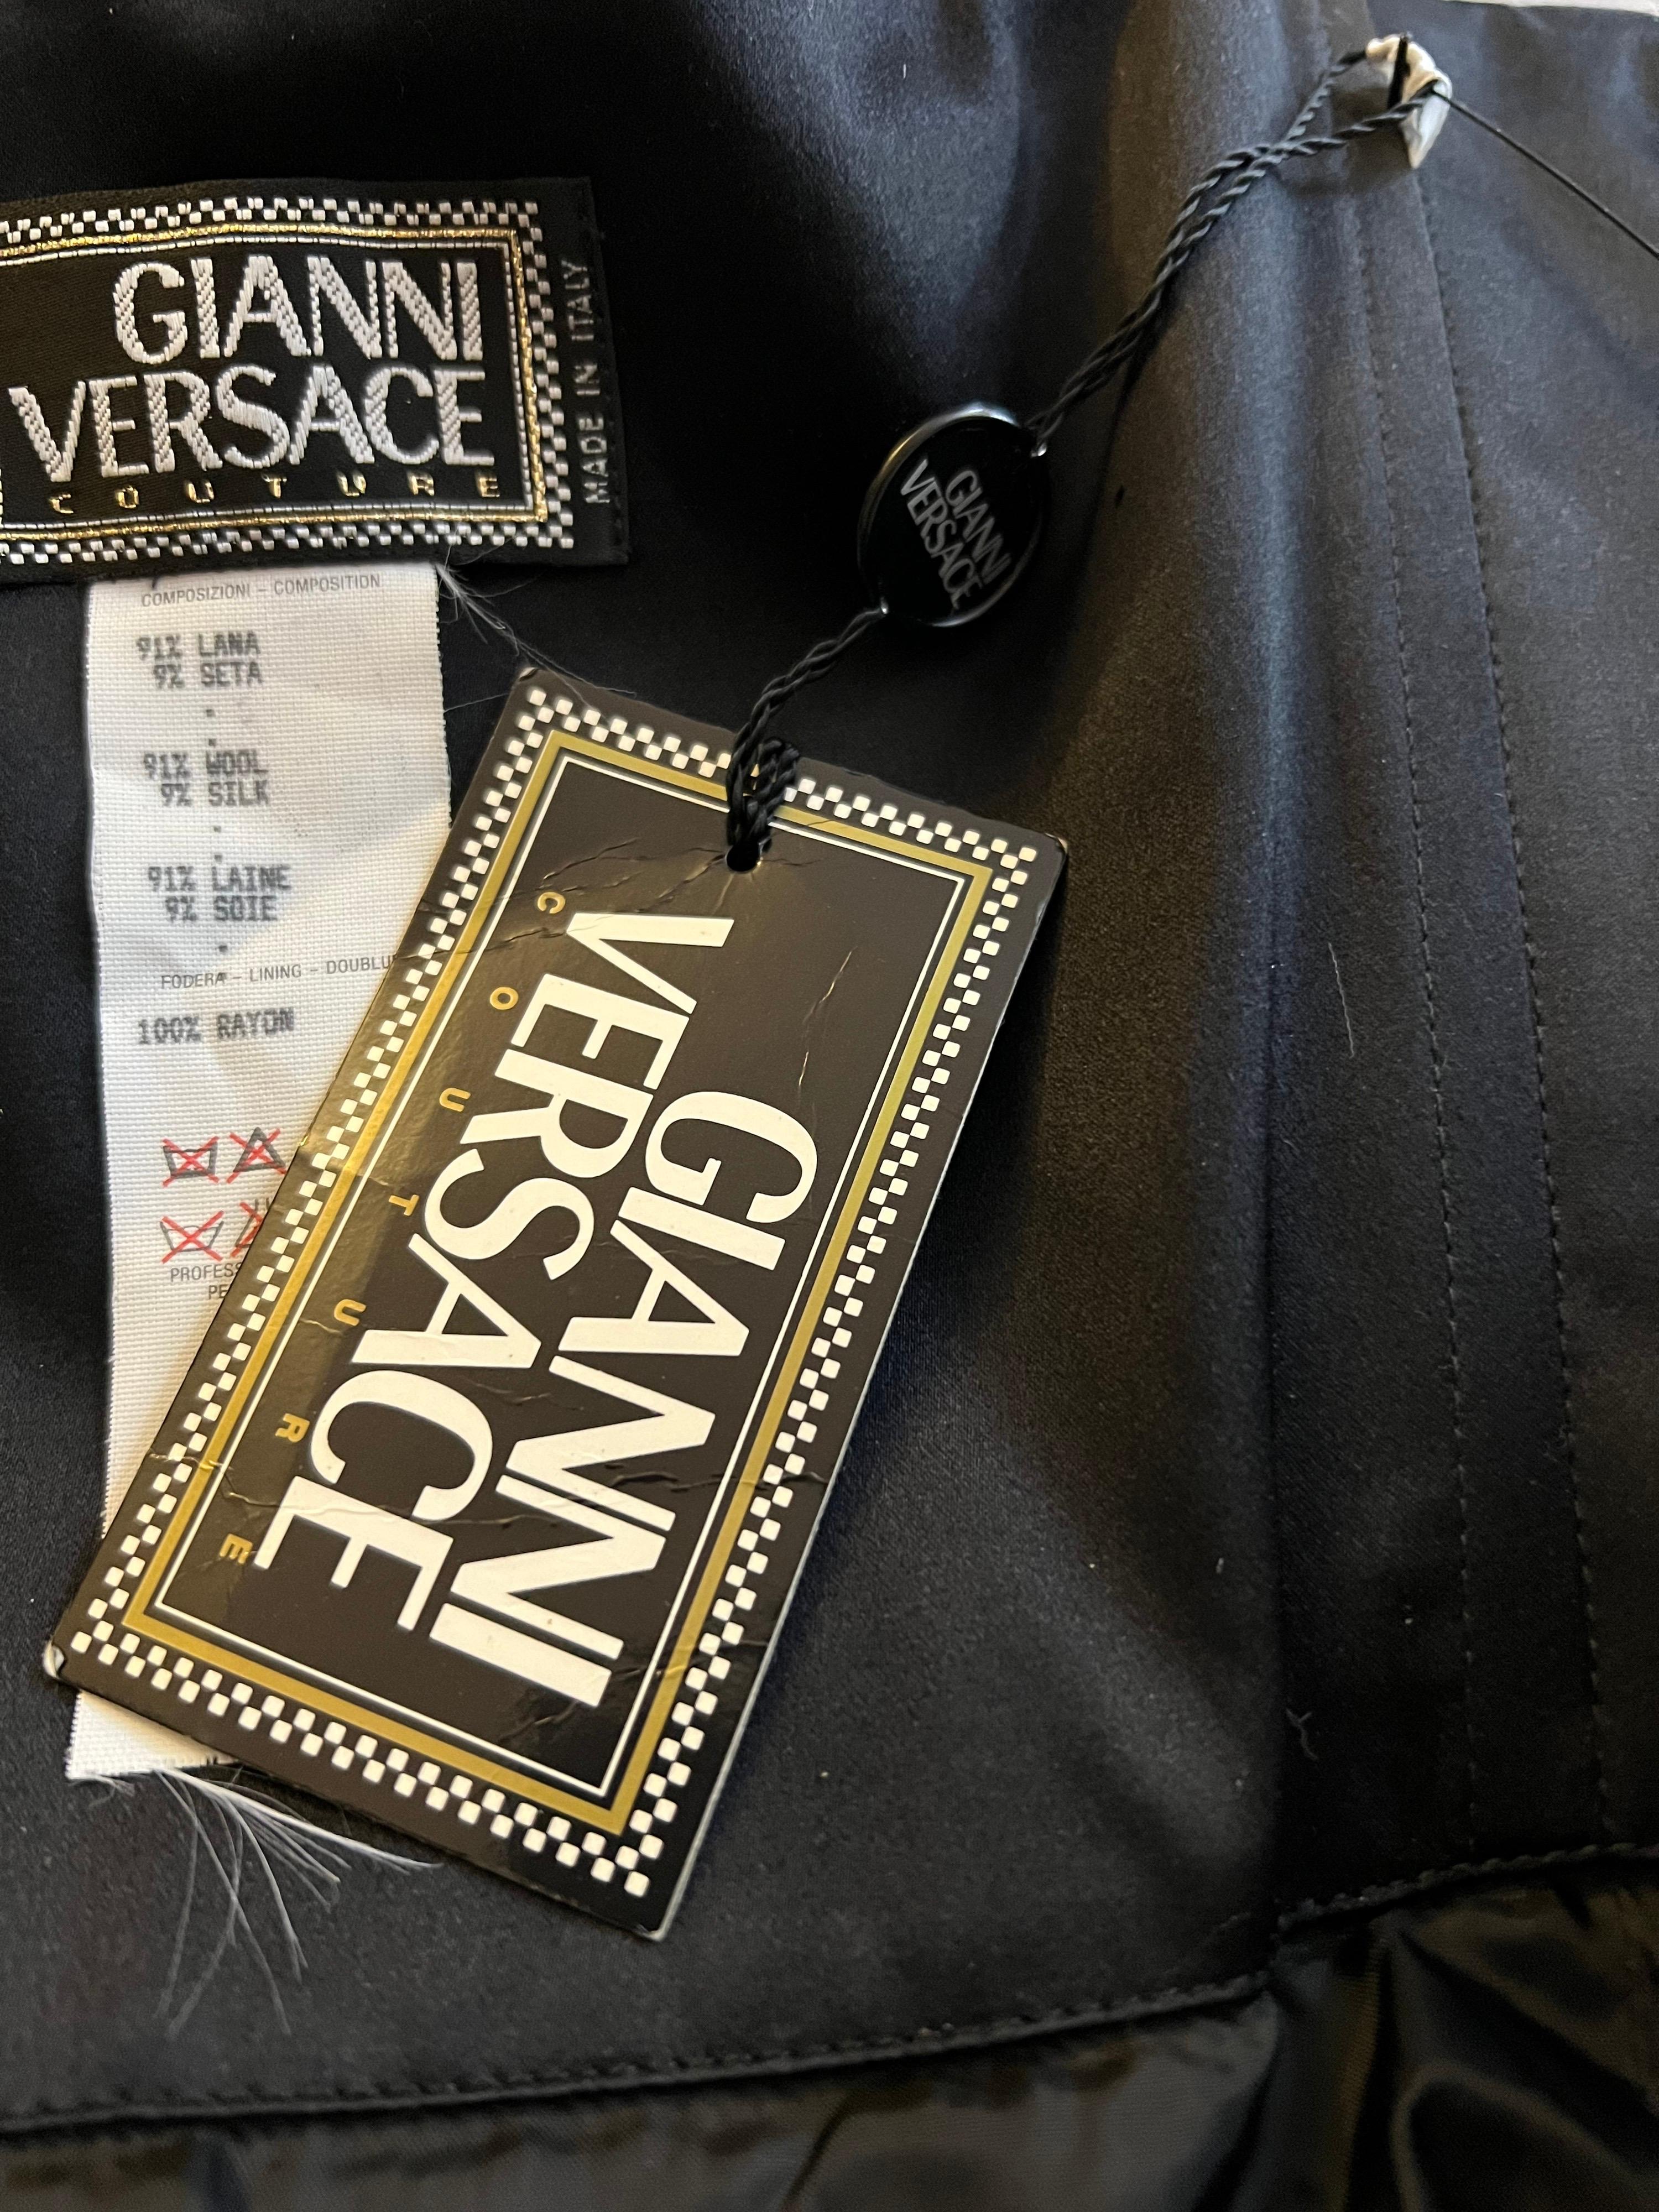 GIANNI
VERSACE
COUTURE
MADE IN ITALY
COMPOSIZIONI – COMPOSITION
91% LANA
9% SETA
91% WOOL
9% SILK
91% LAINE
9% SOIE
FODERA – LINING – DOUBLU
100% RAYON
PROFES
PE
GIANNI
VERSACE
GIANNI
VERSACE
COUTURE